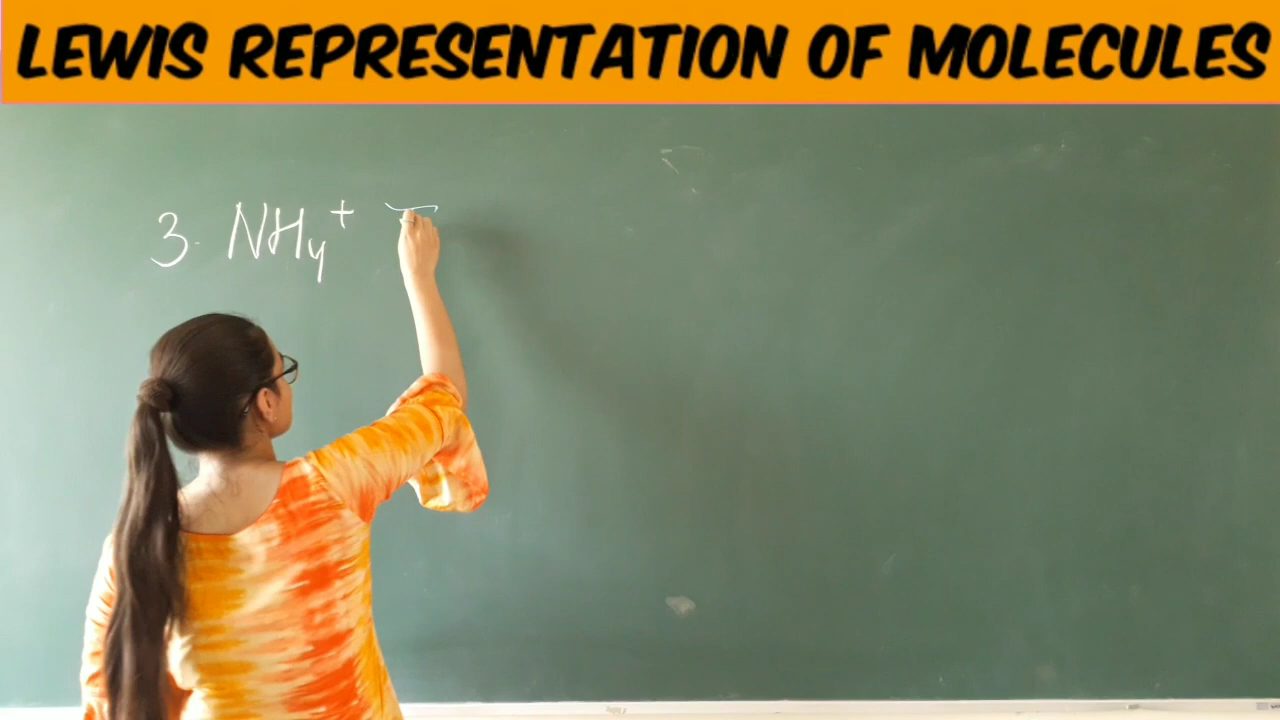 LEWIS REPRESENTATION OF MOLECULES
3. NH₄⁺